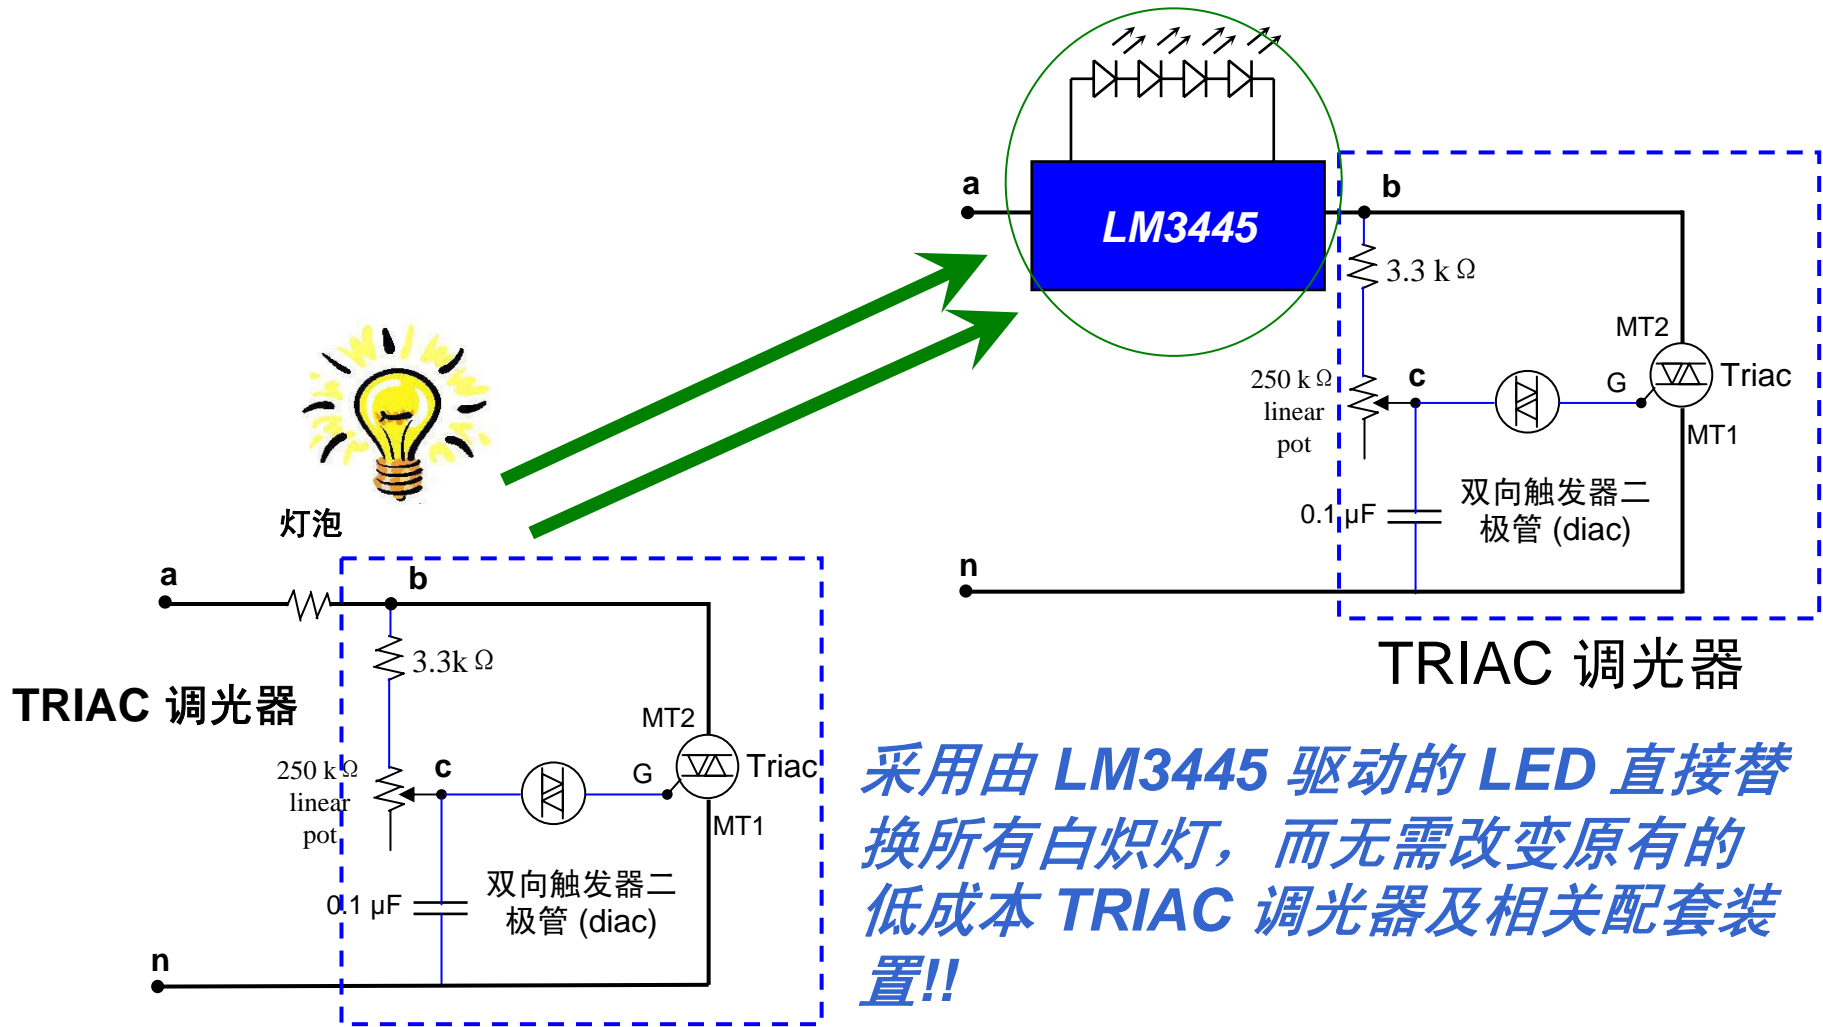 a
LM3445
b
3.3 k Ω
MT2
250 k Ω
linear
pot
c
G
Triac
MT1
0.1 μF
双向触发器二
极管 (diac)
n
TRIAC 调光器
灯泡
a
b
3.3k Ω
TRIAC 调光器
MT2
250 k Ω
linear
pot
c
G
Triac
MT1
0.1 μF
双向触发器二
极管 (diac)
n
采用由 LM3445 驱动的 LED 直接替
换所有白炽灯，而无需改变原有的
低成本 TRIAC 调光器及相关配套装
置!!